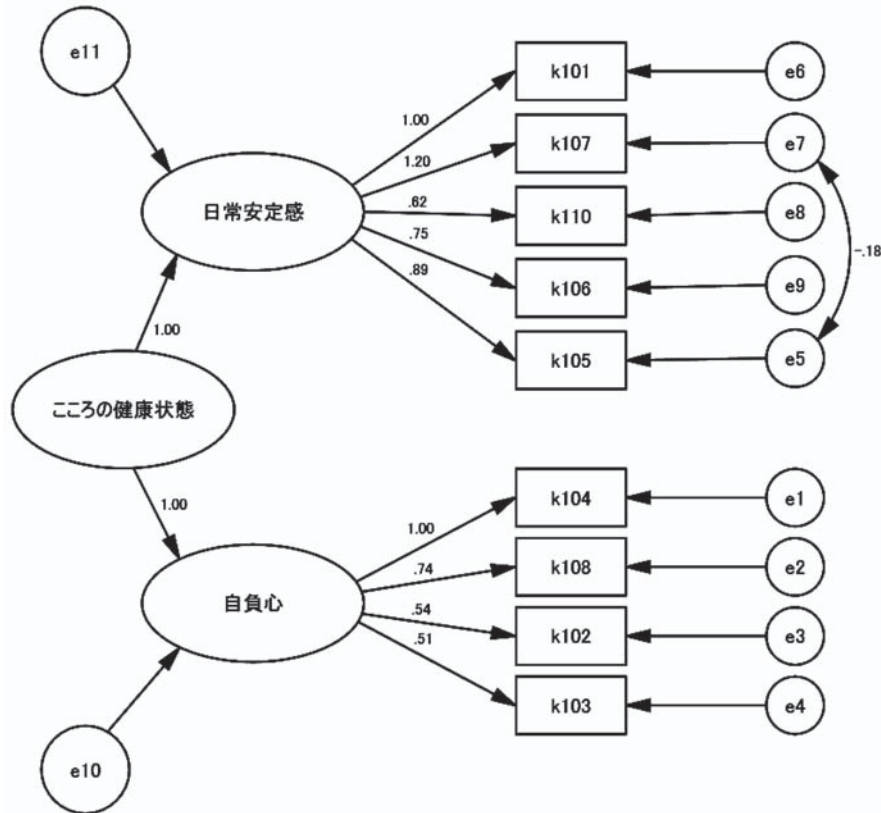 e11
k101
e6
1.00
k107
e7
1.20
日常安定感
.62
k110
e8
-.18
.75
k106
e9
.89
1.00
k105
e5
こころの健康状態
1.00
k104
e1
1.00
.74
k108
e2
自負心
.54
k102
e3
.51
k103
e4
e10